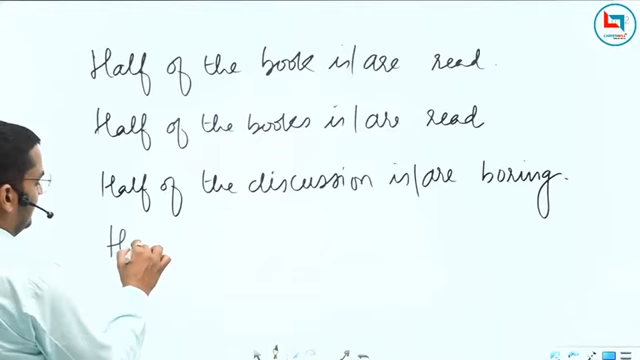 Half of the book is/are read.
Half of the books is/are read
Half of the discussion is/are boring.
H